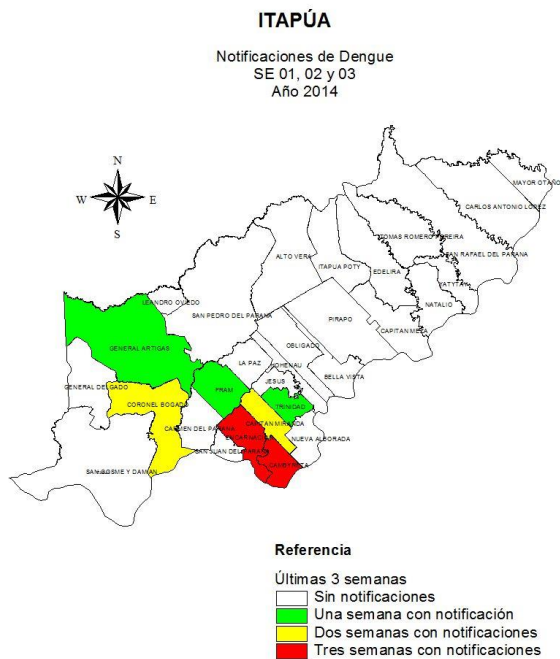 ITAPÚA
Notificaciones de Dengue
SE 01, 02 y 03
Año 2014
N
W E
S
MAYOR OTAÑO
CARLOS ANTONIO LOPEZ
TOMAS ROMERO PEREIRA
SAN RAFAEL DEL PARANA
ALTO VERA
ITAPUA POTY
EDELIRA
YATYTAY
NATALIO
LEANDRO OVIEDO
SAN PEDRO DEL PARANA
PIRAPO
CAPITAN MEZA
OBLIGADO
GENERAL ARTIGAS
LA PAZ
HOHENAU
BELLA VISTA
JESUS
GENERAL DELGADO
FRAM
TRINIDAD
CORONEL BOGADO
CAPITAN MIRANDA
CARMEN DEL PARANA
NUEVA ALBORADA
ENCARNACION
SAN JUAN DEL PARANA
CAMBYRETA
SAN COSME Y DAMIAN
Referencia
Últimas 3 semanas
Sin notificaciones
Una semana con notificación
Dos semanas con notificaciones
Tres semanas con notificaciones